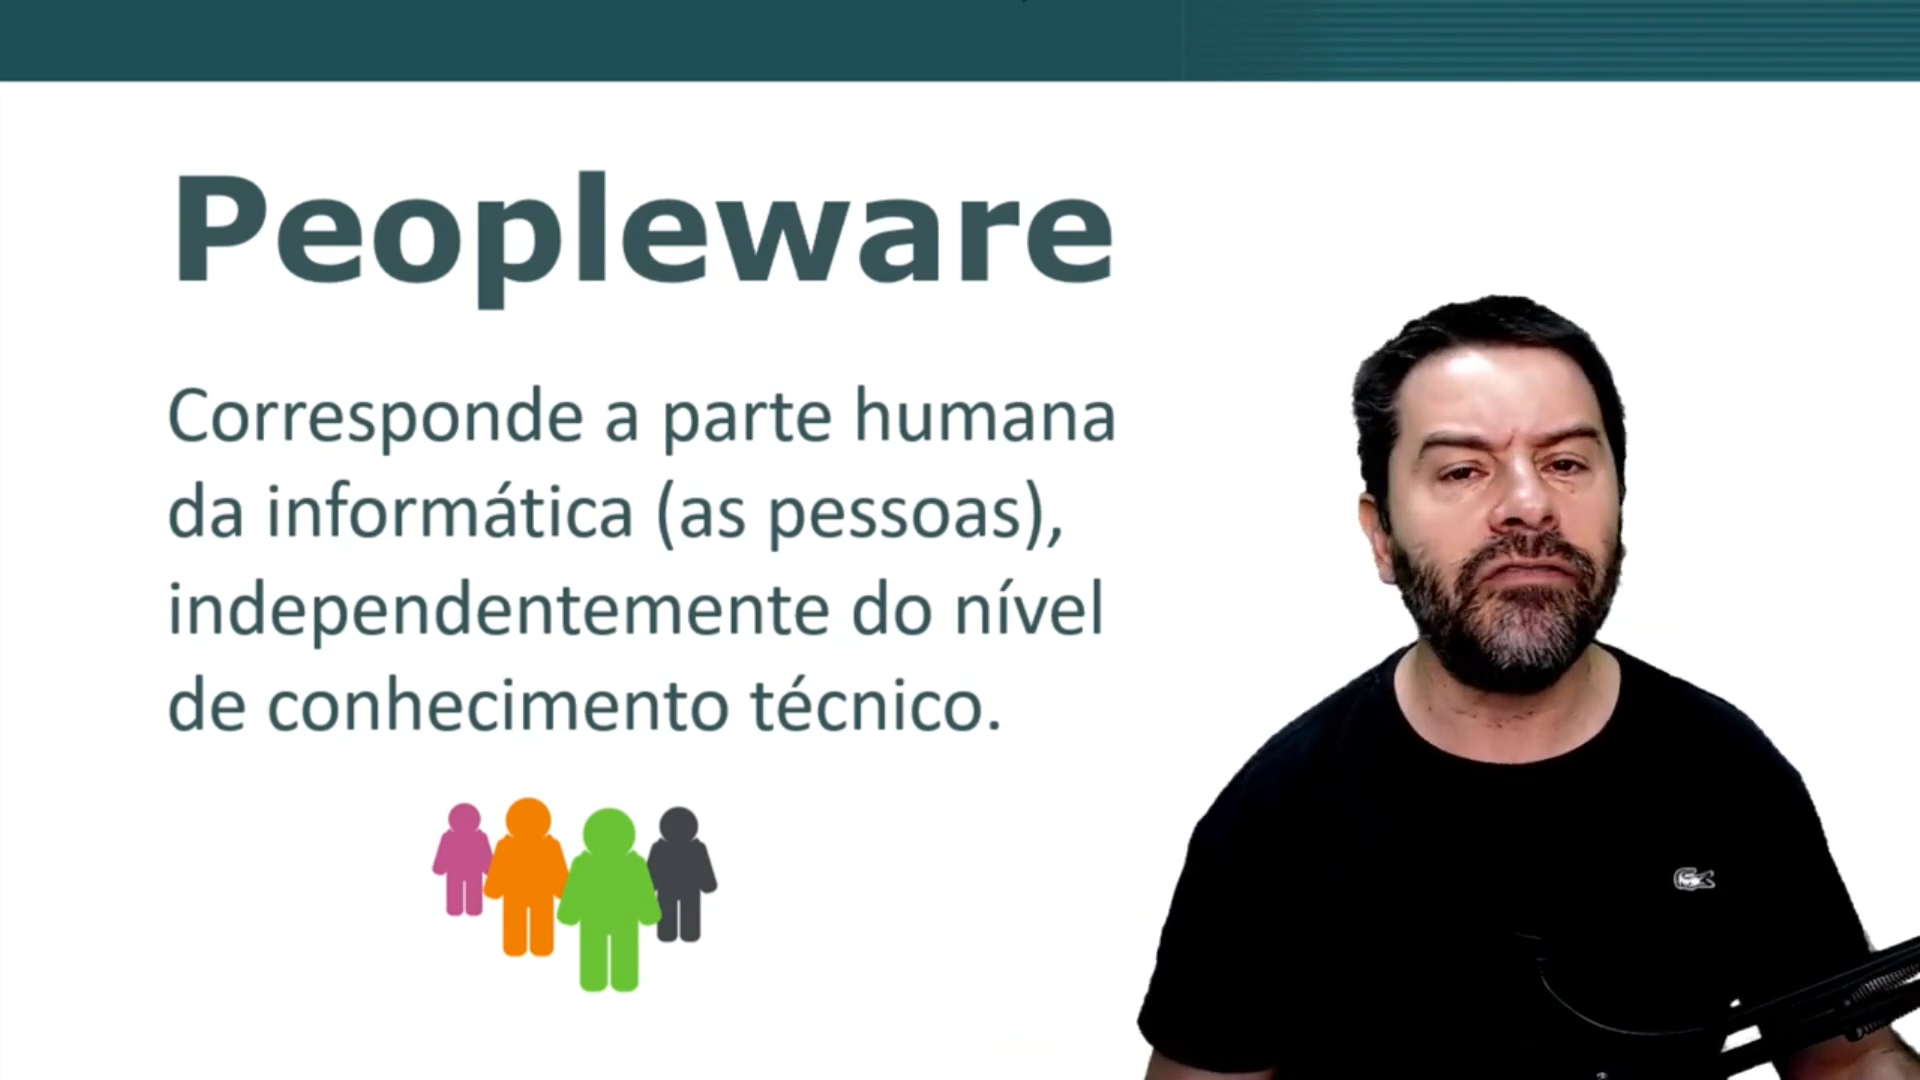 Peopleware
Corresponde a parte humana
da informática (as pessoas),
independentemente do nível
de conhecimento técnico.